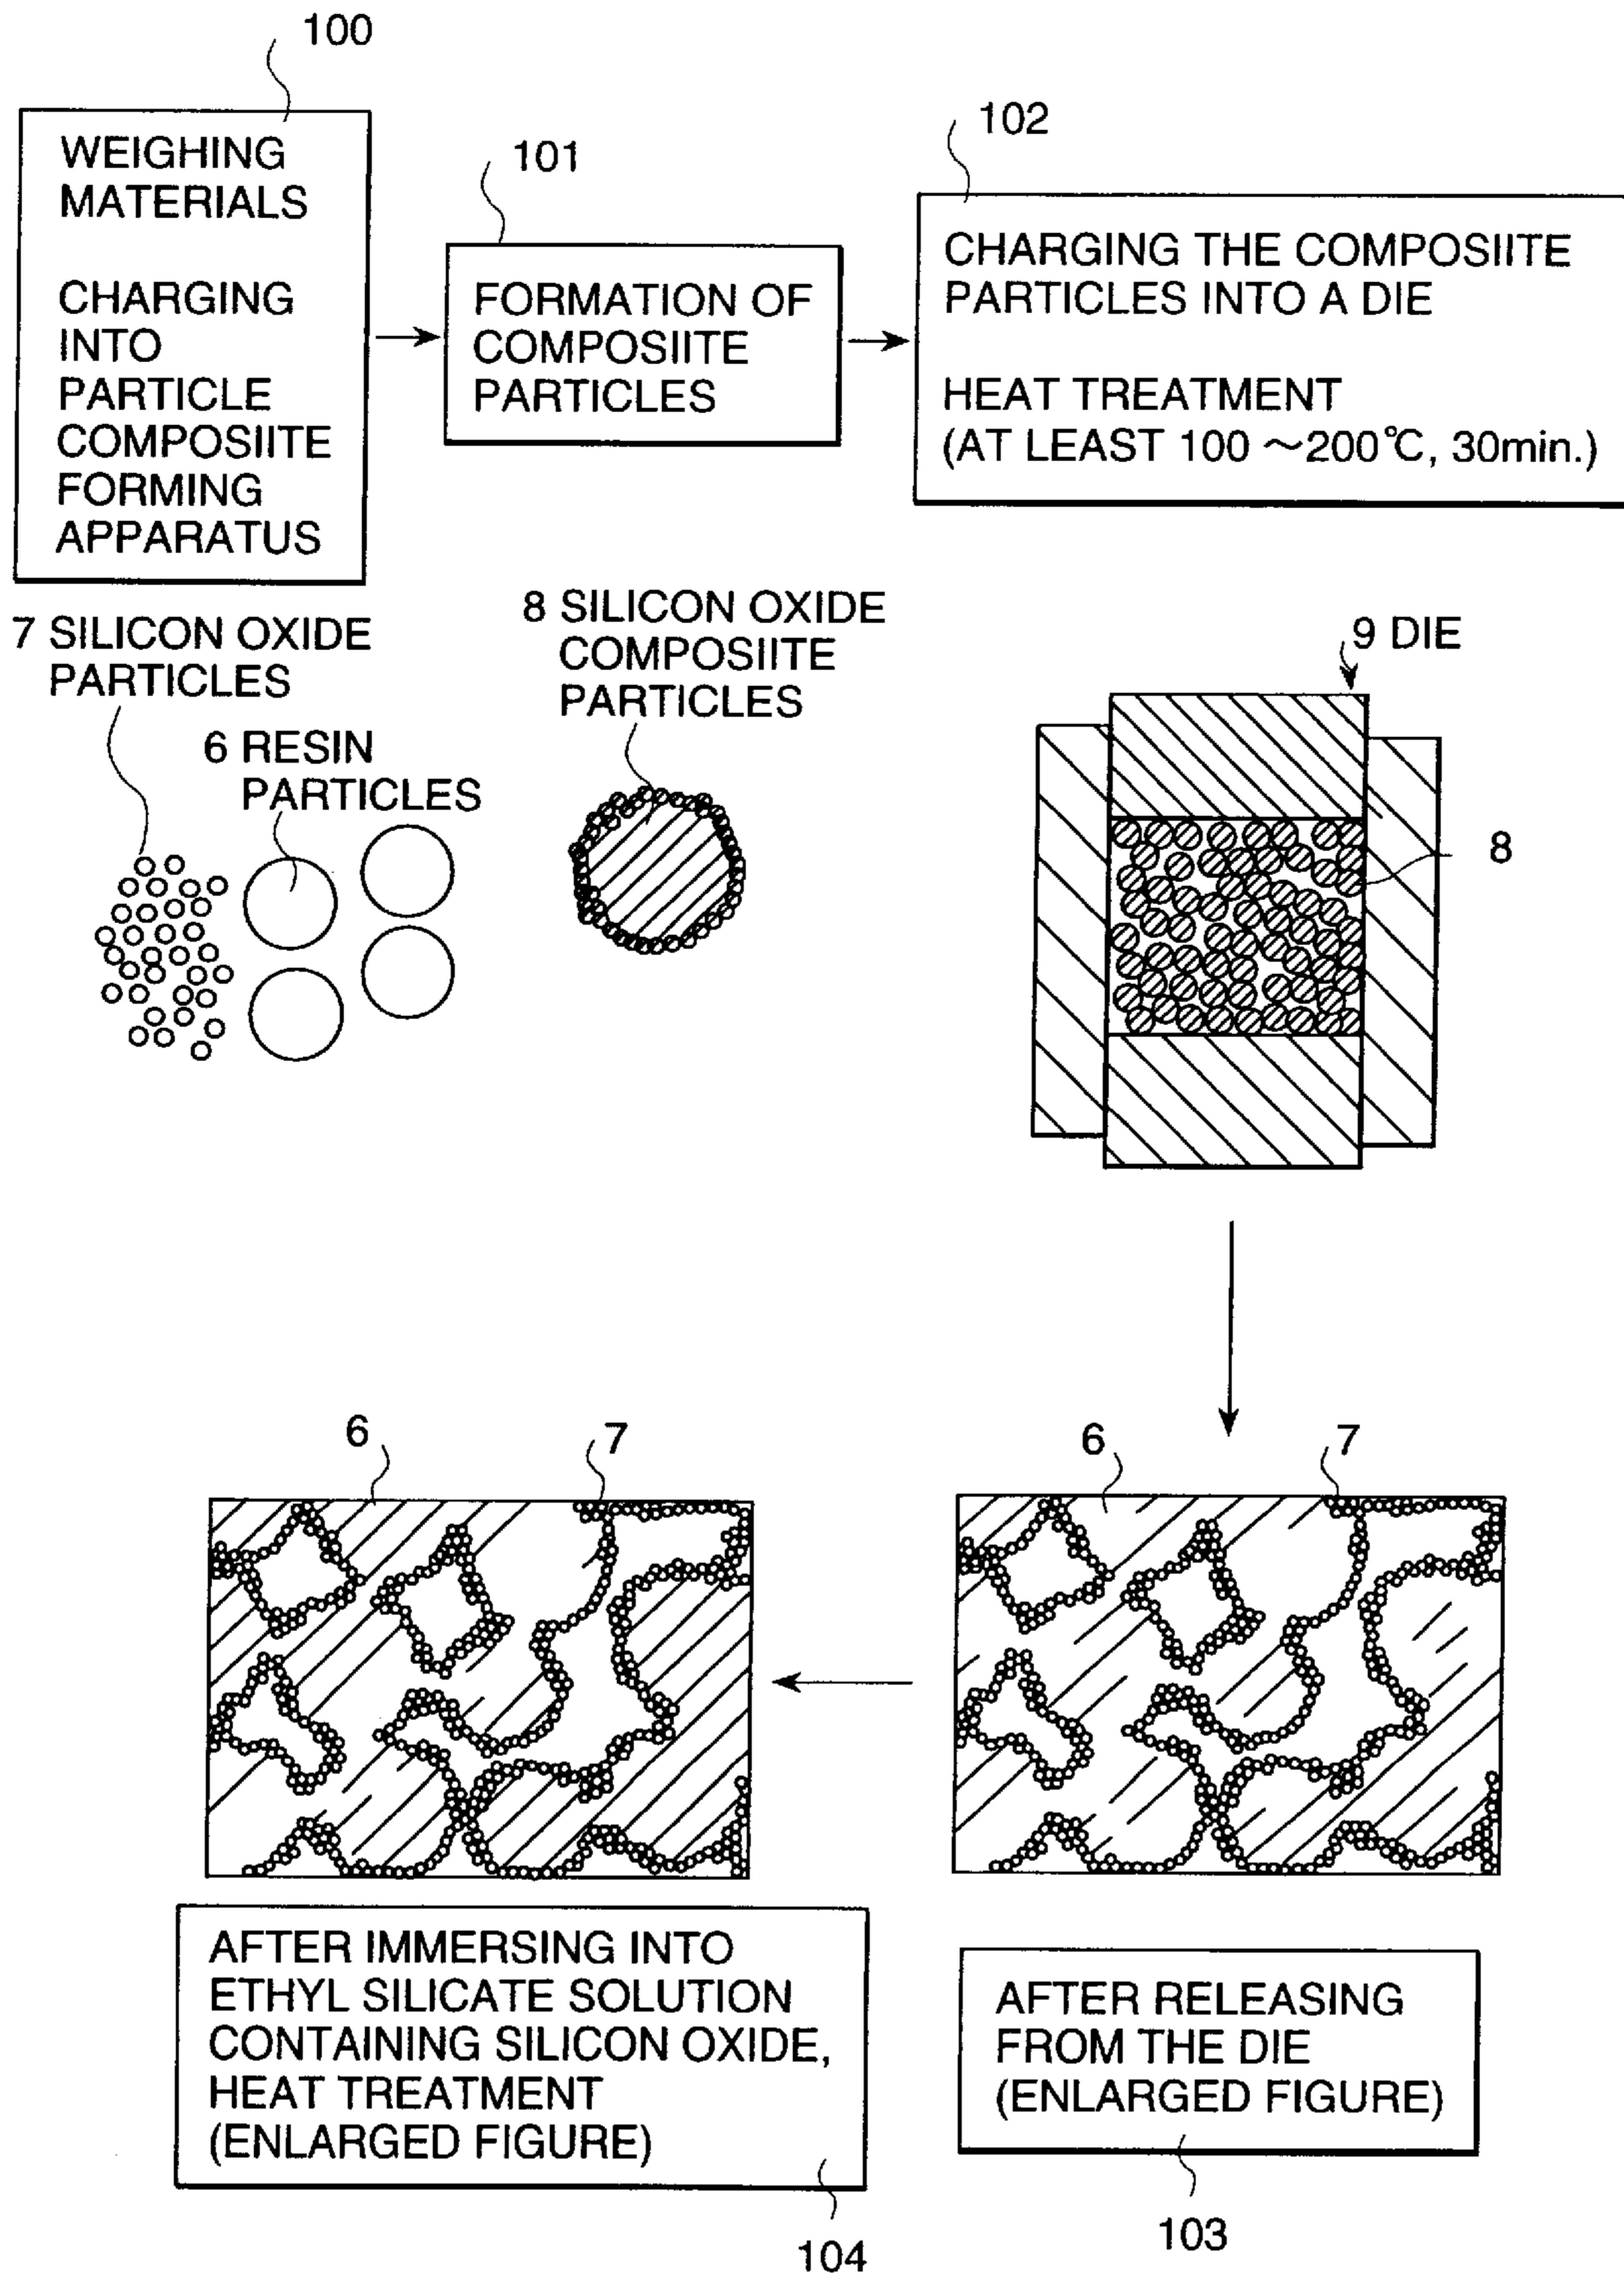 100
WEIGHING
MATERIALS
CHARGING
INTO
PARTICLE
COMPOSIITE
FORMING
APPARATUS
101
FORMATION OF
COMPOSIITE
PARTICLES
102
CHARGING THE COMPOSIITE
PARTICLES INTO A DIE
HEAT TREATMENT
(AT LEAST 100 ～200℃, 30min.)
7 SILICON OXIDE
PARTICLES
6 RESIN
PARTICLES
8 SILICON OXIDE
COMPOSIITE
PARTICLES
9 DIE
8
6
7
6
7
AFTER IMMERSING INTO
ETHYL SILICATE SOLUTION
CONTAINING SILICON OXIDE,
HEAT TREATMENT
(ENLARGED FIGURE)
104
AFTER RELEASING
FROM THE DIE
(ENLARGED FIGURE)
103